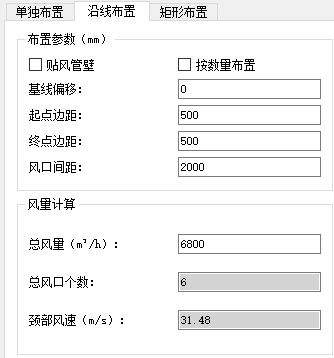 单独布置 沿线布置 矩形布置
布置参数（mm）
贴风管壁 按数量布置
基线偏移： 0
起点边距： 500
终点边距： 500
风口间距： 2000
风量计算
总风量（m³/h）： 6800
总风口个数： 6
颈部风速（m/s）： 31.48